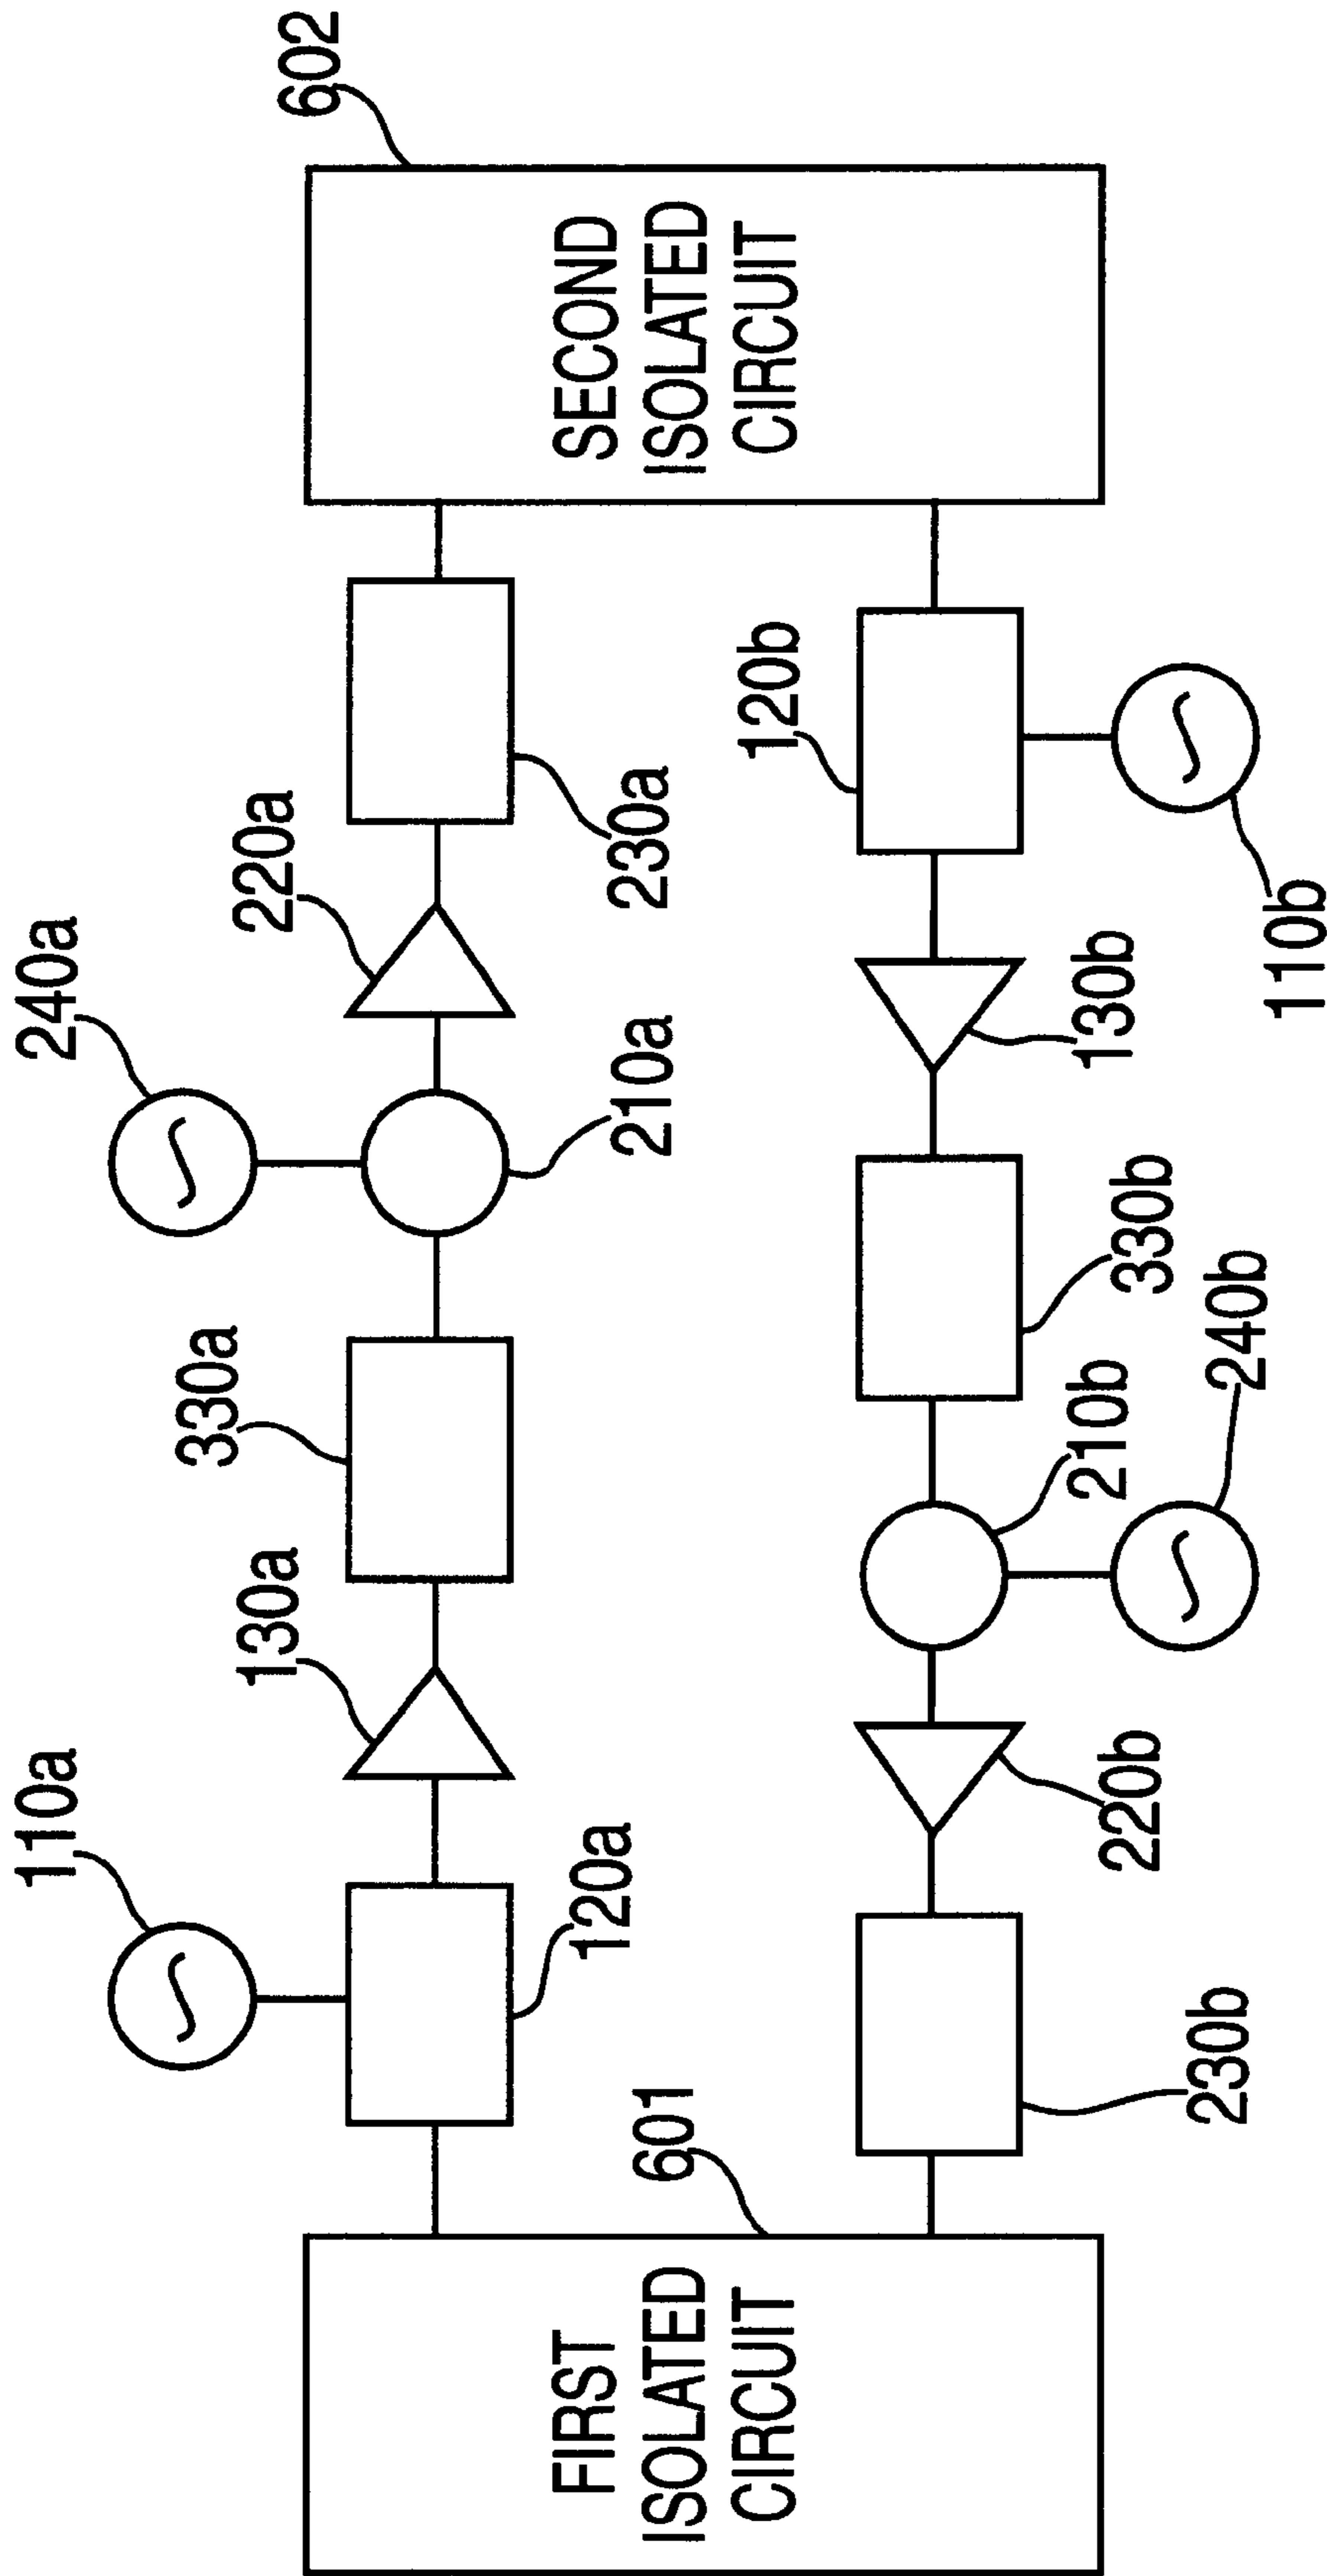 602
240a
220a
110a
130a
330a
SECOND
ISOLATED
CIRCUIT
210a
230a
120a
120b
601
FIRST
ISOLATED
CIRCUIT
130b
330b
210b
220b
110b
240b
230b